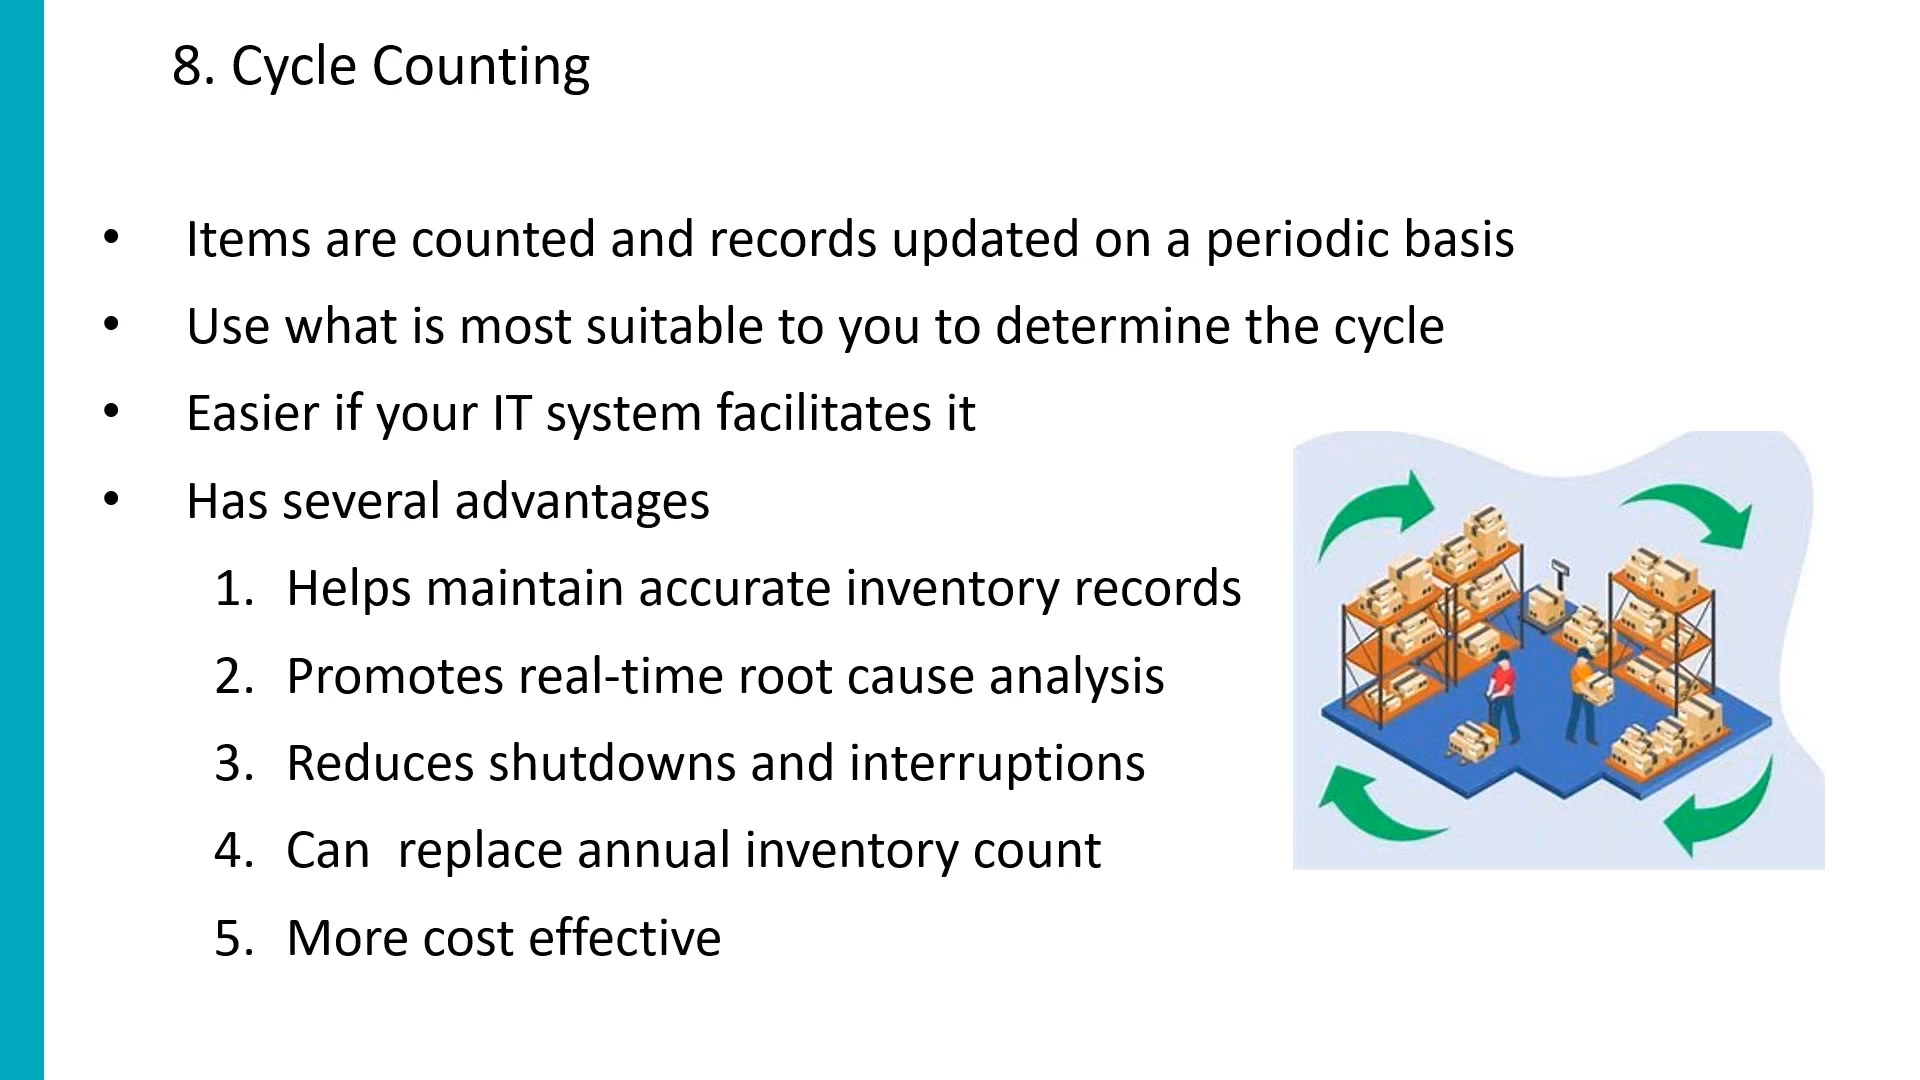 8. Cycle Counting
• Items are counted and records updated on a periodic basis
• Use what is most suitable to you to determine the cycle
• Easier if your IT system facilitates it
• Has several advantages
1. Helps maintain accurate inventory records
2. Promotes real-time root cause analysis
3. Reduces shutdowns and interruptions
4. Can  replace annual inventory count
5. More cost effective